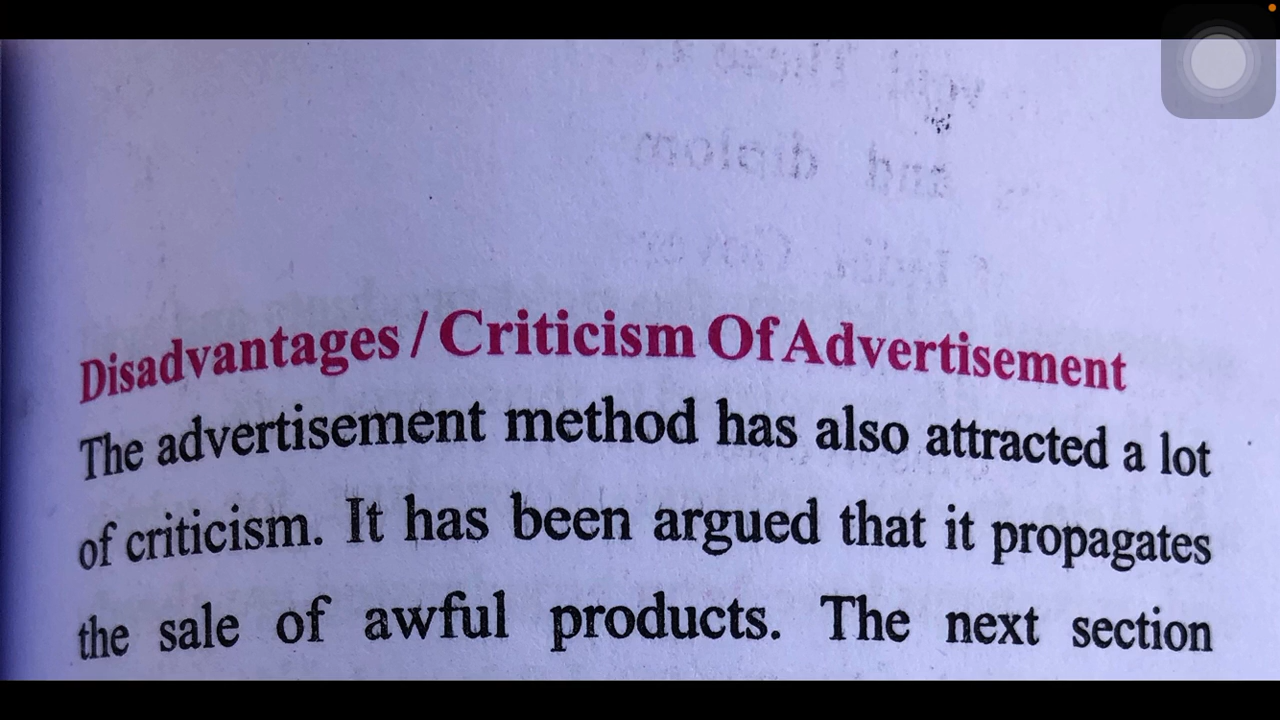 Disadvantages / Criticism Of Advertisement
The advertisement method has also attracted a lot
of criticism. It has been argued that it propagates
the sale of awful products. The next section